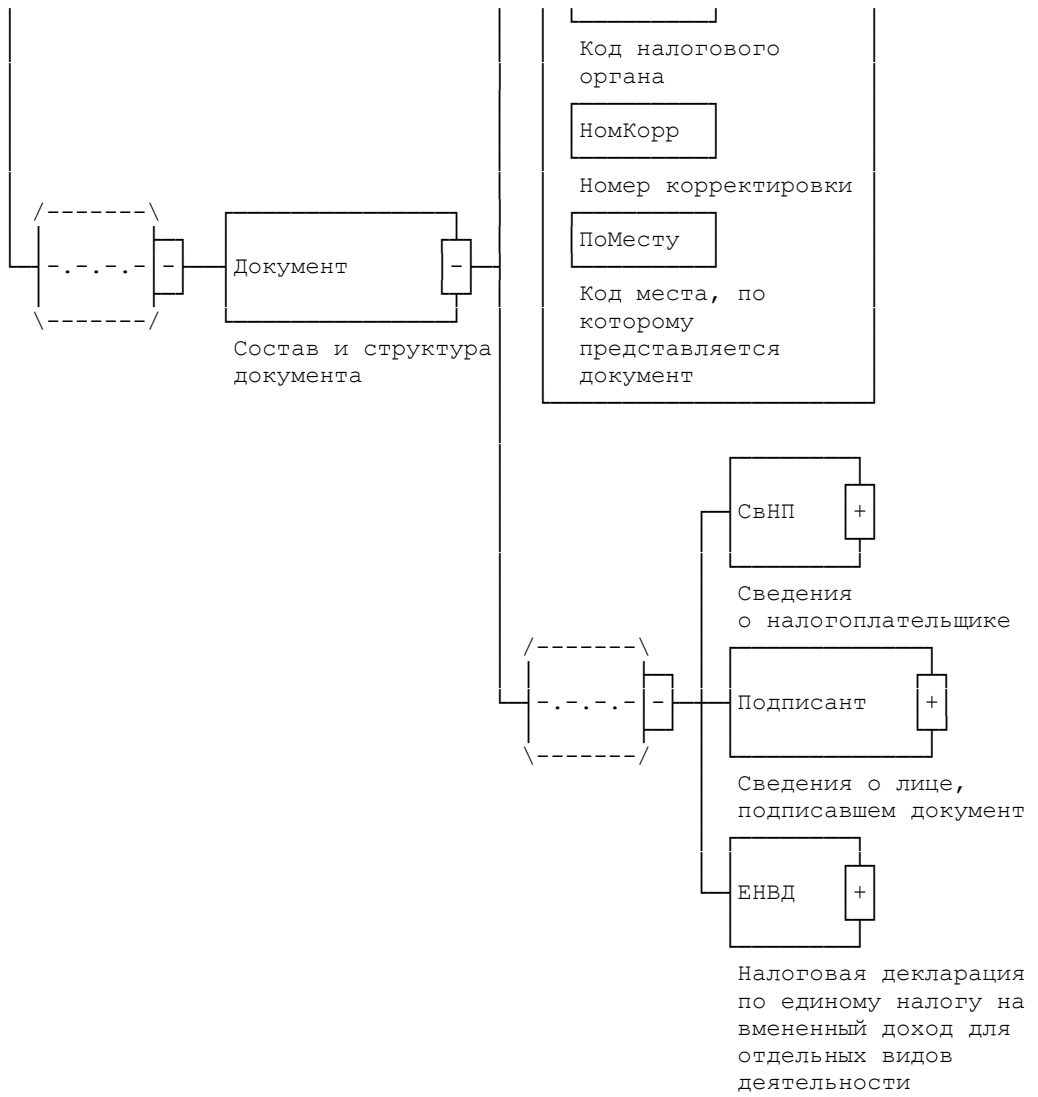 Код налогового
органа
НомКорр
Номер корректировки
ПоМесту
Код места, по
которому
представляется
документ
-.-.-.- -
Документ -
Состав и структура
документа
СвНП +
Сведения
о налогоплательщике
-.-.-.- -
Подписант +
Сведения о лице,
подписавшем документ
ЕНВД +
Налоговая декларация
по единому налогу на
вмененный доход для
отдельных видов
деятельности